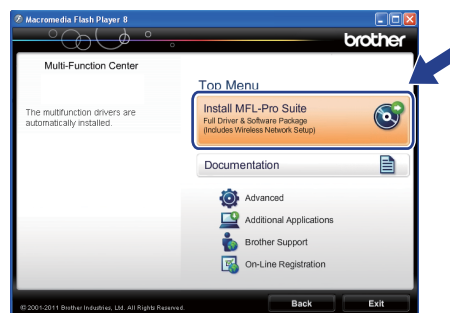 Macromedia Flash Player 8
brother
Multi-Function Center
The multifunction drivers are
automatically installed.
Top Menu
Install MFL-Pro Suite
Full Driver & Software Package
(Includes Wireless Network Setup)
Documentation
Advanced
Additional Applications
Brother Support
On-Line Registration
© 2001-2011 Brother Industries, Ltd. All Rights Reserved.
Back
Exit